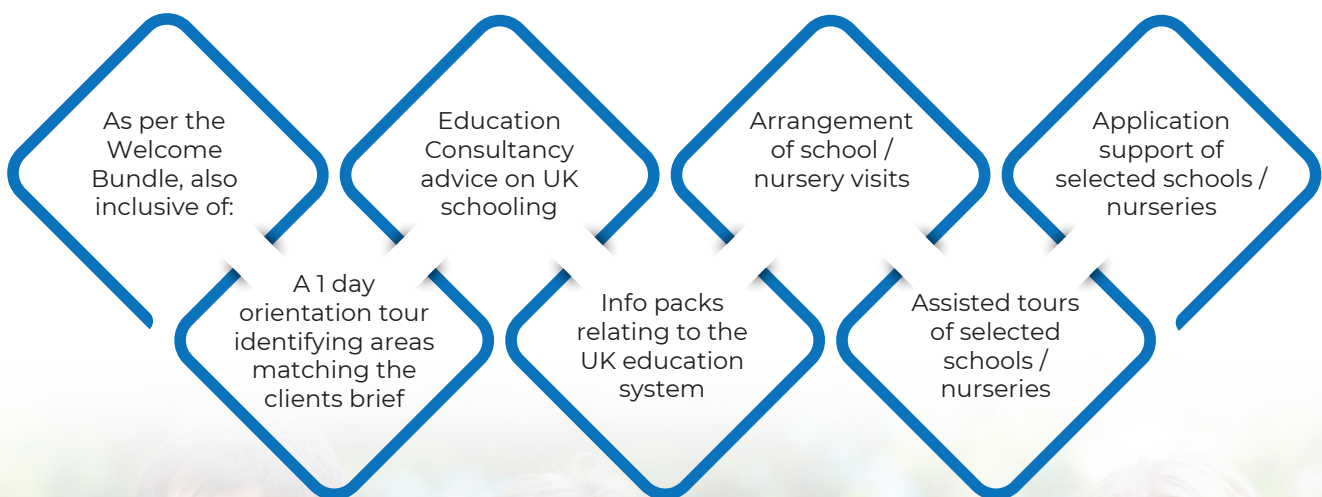 As per the
Welcome
Bundle, also
inclusive of:
A 1 day
orientation tour
identifying areas
matching the
clients brief
Education
Consultancy
advice on UK
schooling
Info packs
relating to the
UK education
system
Arrangement
of school /
nursery visits
Assisted tours
of selected
schools /
nurseries
Application
support of
selected schools /
nurseries